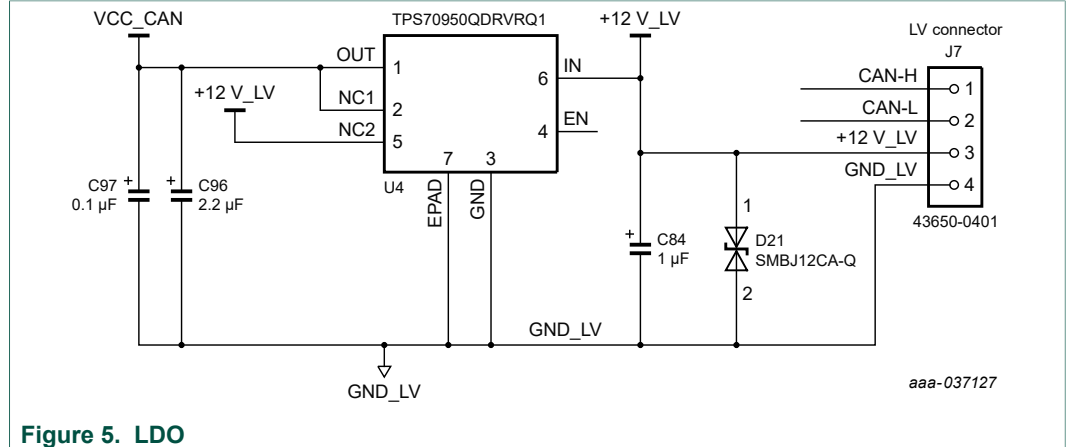 VCC_CAN
TPS70950QDRVRQ1
+12 V_LV
LV connector
J7
OUT
1
6
IN
CAN-H
1
+12 V_LV
NC1
2
CAN-L
2
NC2
5
4
EN
+12 V_LV
3
7
3
GND_LV
4
U4
EPAD
GND
43650-0401
C97
0.1 µF
+
C96
2.2 µF
+
C84
1 µF
+
1
D21
SMBJ12CA-Q
2
GND_LV
GND_LV
aaa-037127
Figure 5. LDO